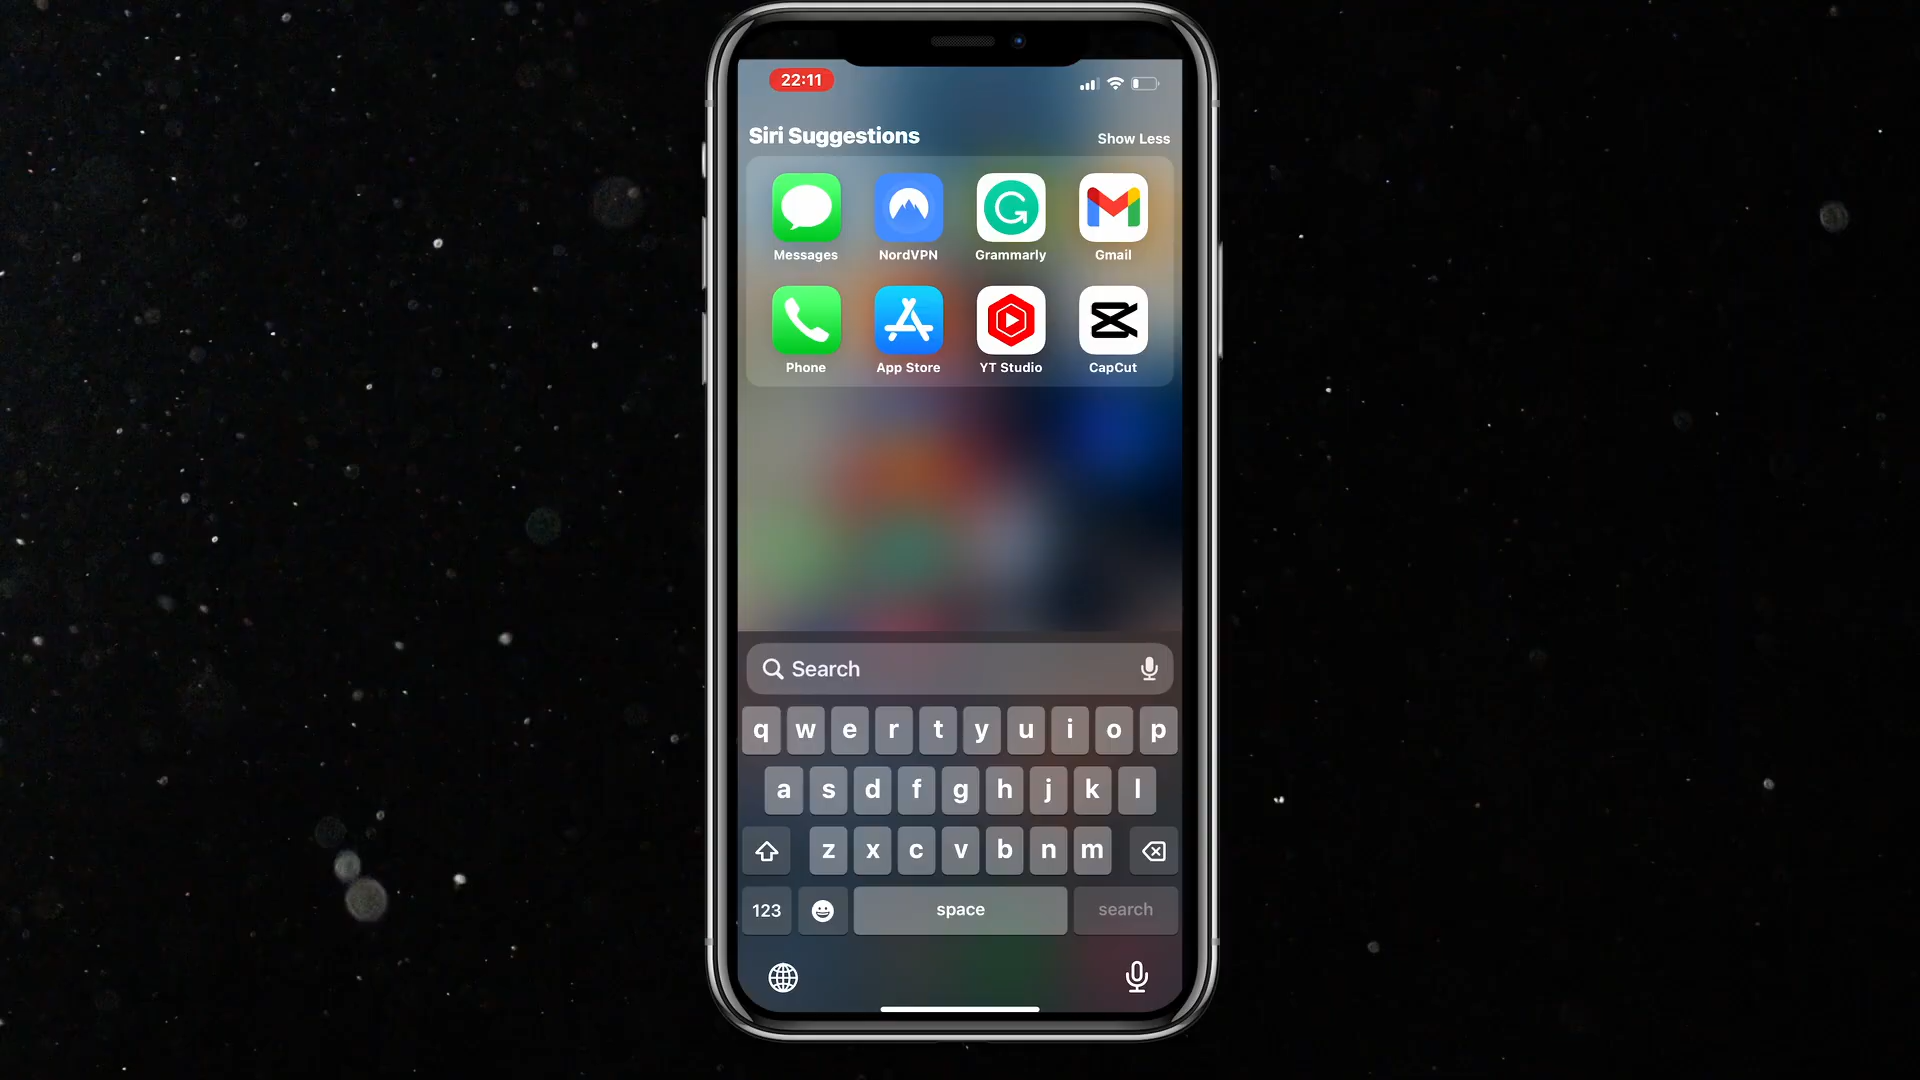 22:11
Siri Suggestions
Show Less
Messages NordVPN Grammarly Gmail
Phone App Store YT Studio CapCut
Search
q w e r t y u i o p
a s d f g h j k l
z x c v b n m
123 space search